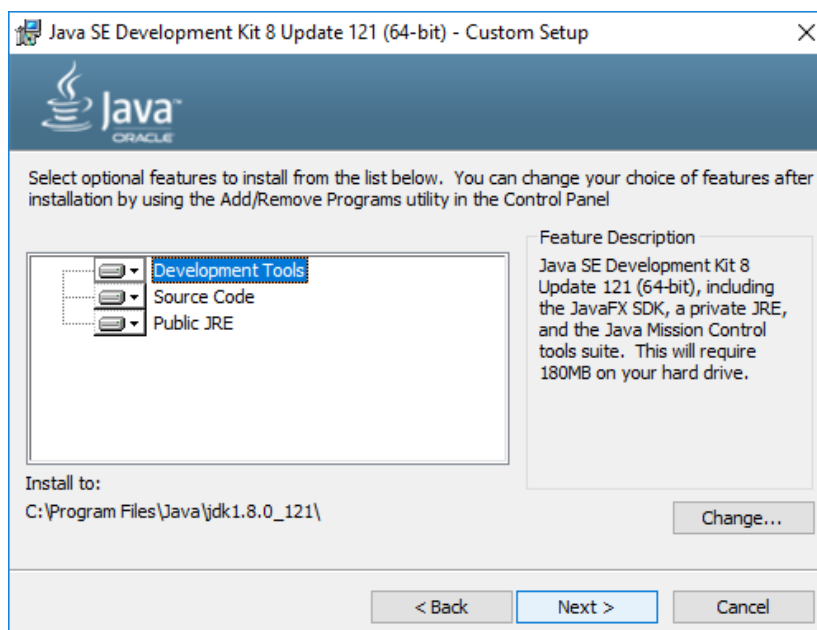 Java SE Development Kit 8 Update 121 (64-bit) - Custom Setup
Java™
ORACLE
Select optional features to install from the list below.  You can change your choice of features after
installation by using the Add/Remove Programs utility in the Control Panel
Development Tools
Source Code
Public JRE
Feature Description
Java SE Development Kit 8
Update 121 (64-bit), including
the JavaFX SDK, a private JRE,
and the Java Mission Control
tools suite.  This will require
180MB on your hard drive.
Install to:
C:\Program Files\Java\jdk1.8.0_121\
Change...
< Back
Next >
Cancel